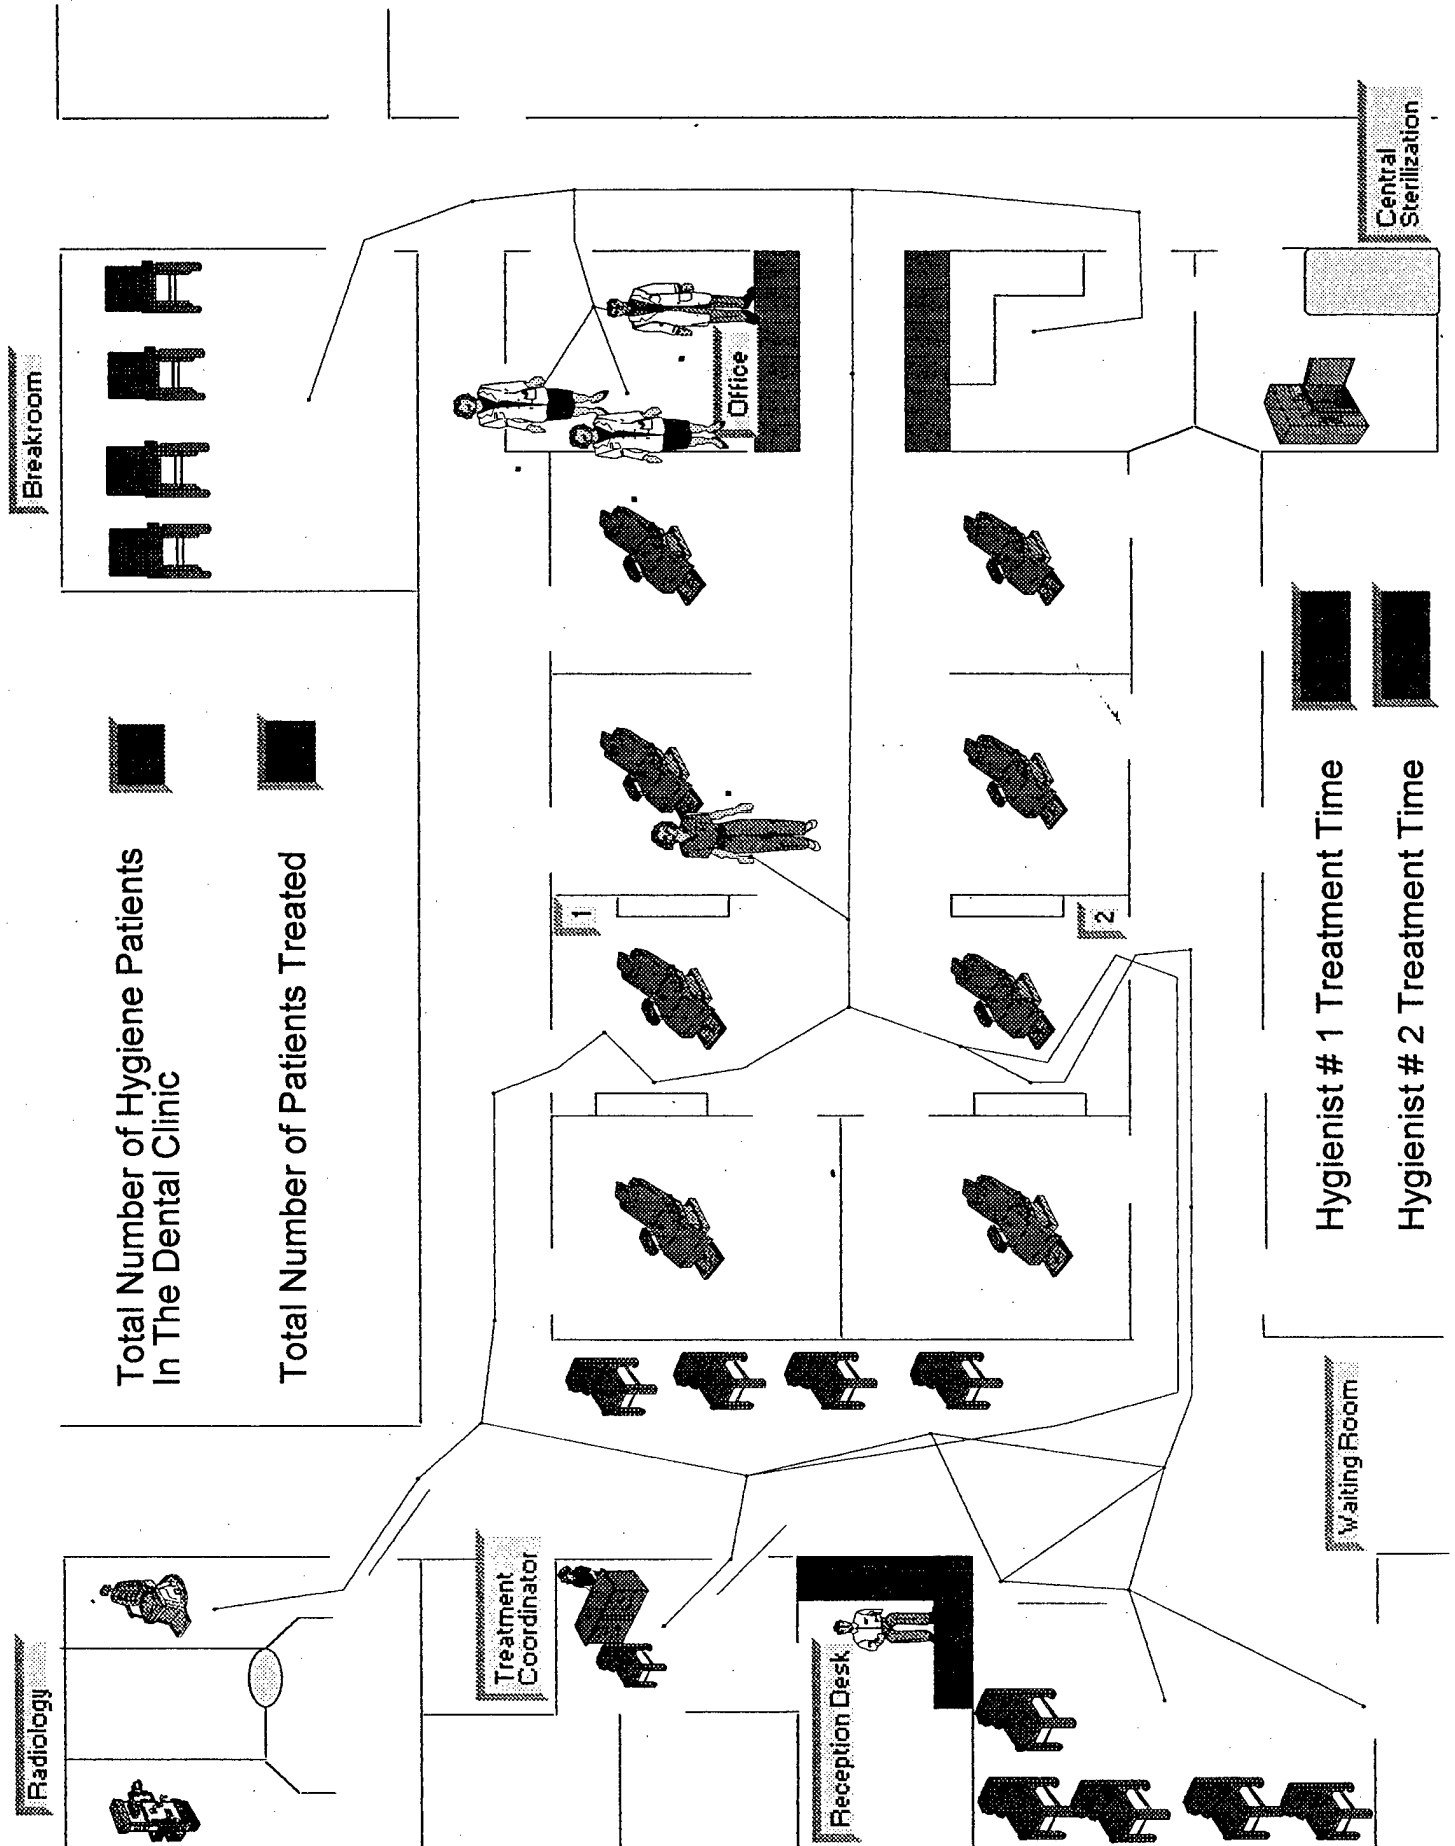 Radiology
Breakroom
Total Number of Hygiene Patients
In The Dental Clinic
Total Number of Patients Treated
Treatment
Coordinator
1
Office
Reception Desk
2
Waiting Room
Hygienist # 1 Treatment Time
Hygienist # 2 Treatment Time
Central
Sterilization